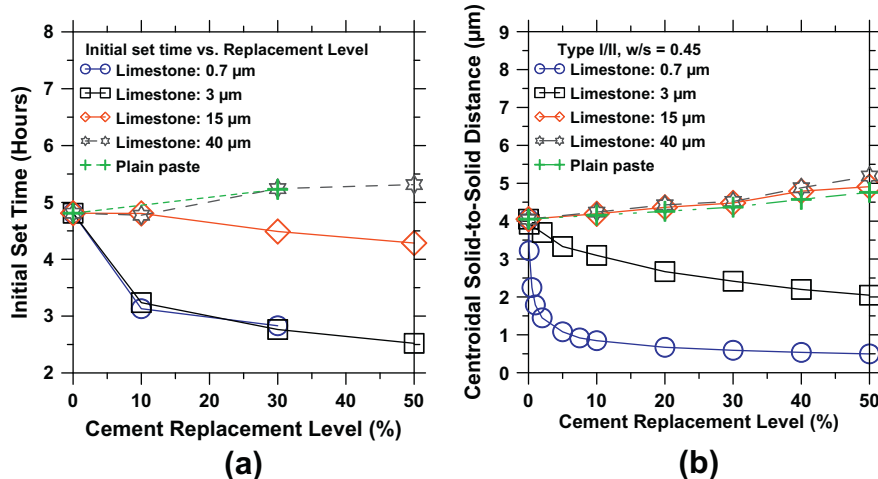 Initial Set Time (Hours)
8
7
6
5
4
3
2
Initial set time vs. Replacement Level
Limestone: 0.7 µm
Limestone: 3 µm
Limestone: 15 µm
Limestone: 40 µm
Plain paste
0 10 20 30 40 50
Cement Replacement Level (%)
(a)
Centroidal Solid-to-Solid Distance (µm)
9
8
7
6
5
4
3
2
1
0
Type I/II, w/s = 0.45
Limestone: 0.7 µm
Limestone: 3 µm
Limestone: 15 µm
Limestone: 40 µm
Plain paste
0 10 20 30 40 50
Cement Replacement Level (%)
(b)